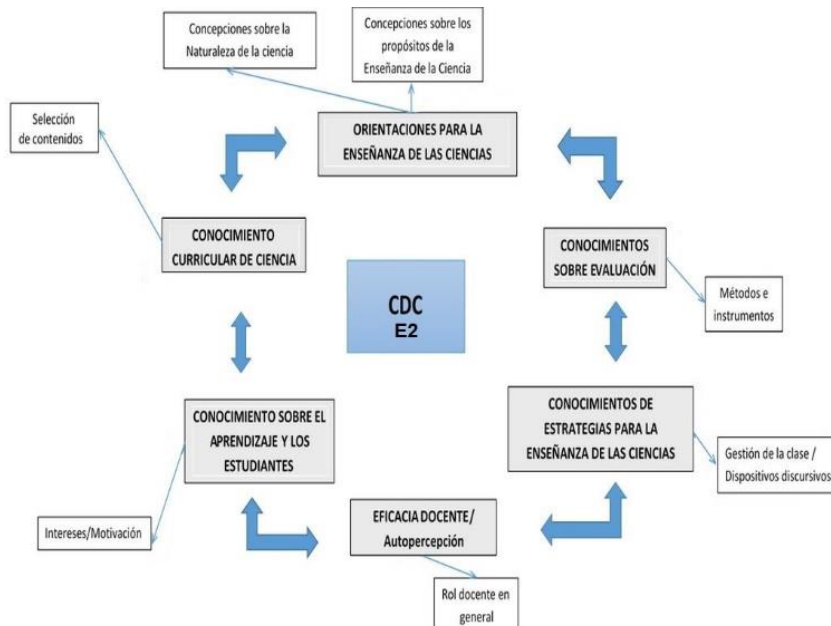 Concepciones sobre la
Naturaleza de la ciencia
Concepciones sobre los
propósitos de la
Enseñanza de la Ciencia
Selección
de contenidos
ORIENTACIONES PARA LA
ENSEÑANZA DE LAS CIENCIAS
CONOCIMIENTO
CURRICULAR DE CIENCIA
CONOCIMIENTOS
SOBRE EVALUACIÓN
CDC
E2
Métodos e
instrumentos
CONOCIMIENTO SOBRE EL
APRENDIZAJE Y LOS
ESTUDIANTES
CONOCIMIENTOS DE
ESTRATEGIAS PARA LA
ENSEÑANZA DE LAS CIENCIAS
Gestión de la clase /
Dispositivos discursivos
Intereses/Motivación
EFICACIA DOCENTE/
Autopercepción
Rol docente en
general